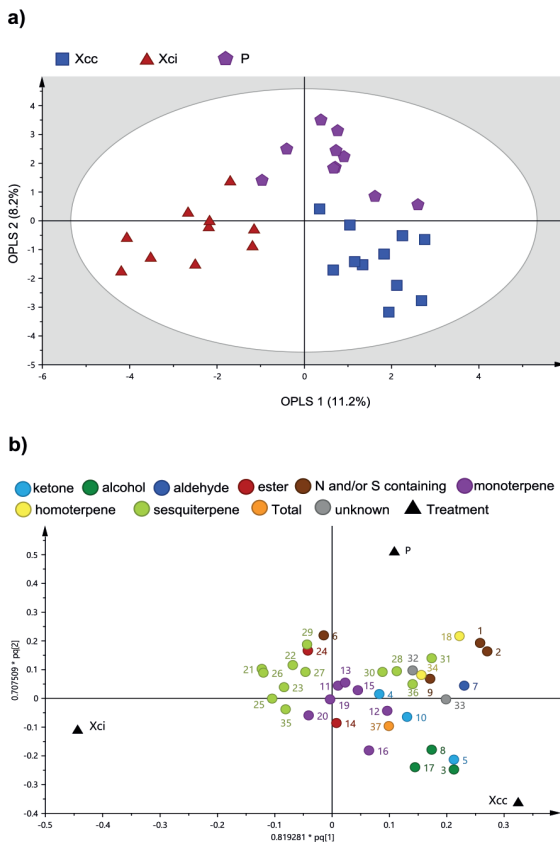 a)
Xcc Xci P
4
3
2
1
0
-1
-2
-3
-4
-5
-6 -4 -2 0 2 4
OPLS 2 (8.2%)
OPLS 1 (11.2%)
b)
ketone alcohol aldehyde ester N and/or S containing monoterpene
homoterpene sesquiterpene Total unknown Treatment
0.5
0.4
0.3
0.2
0.1
0
-0.1
-0.2
-0.3
-0.4
0.707509 * pq[2]
P
29 6 18 1
24 2
22 32 31
21 26 27 13 30 28 34
23 11 15 4 9 36 7
25 19 12 33
35 20 14 37 10
Xci
16 8
17 3 5
Xcc
-0.5 -0.4 -0.3 -0.2 -0.1 0 0.1 0.2 0.3
0.819281 * pq[1]